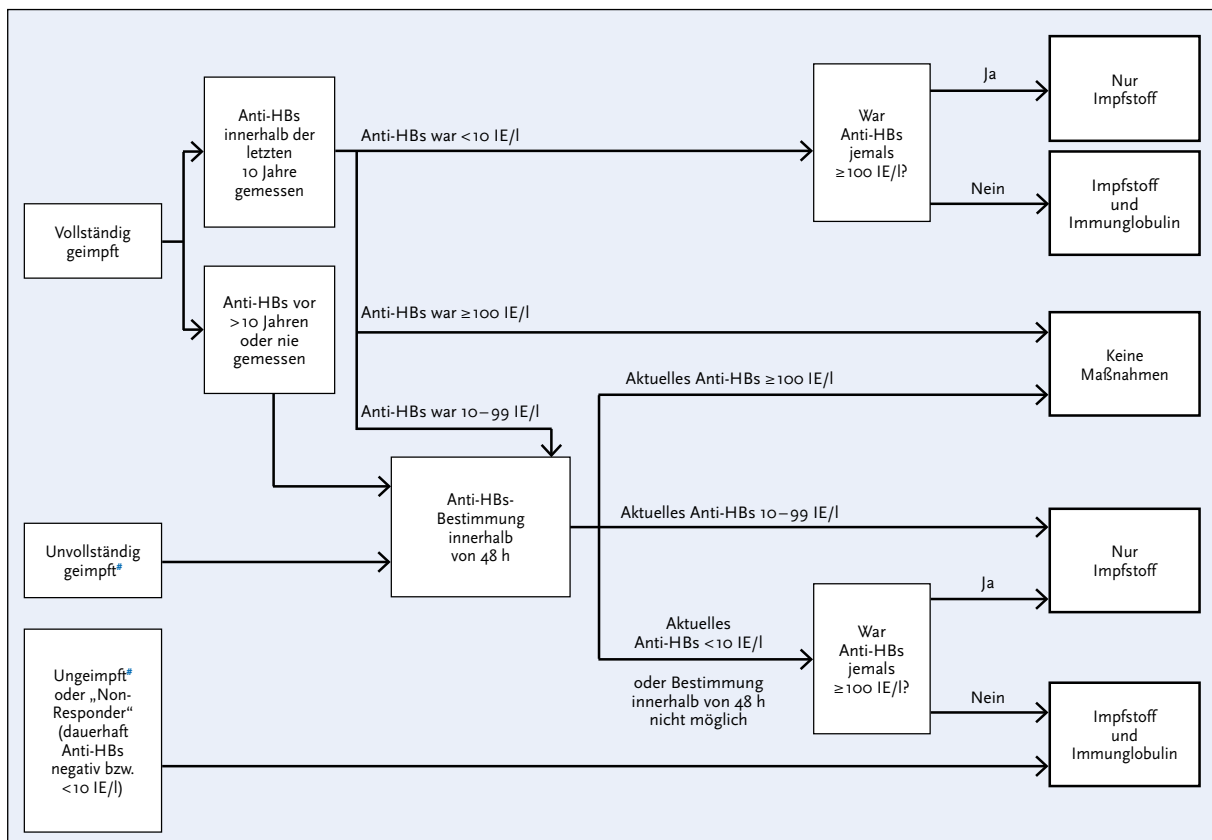 Vollständig
geimpft
Anti-HBs
innerhalb der
letzten
10 Jahre
gemessen
Anti-HBs vor
>10 Jahren
oder nie
gemessen
Unvollständig
geimpft#
Ungeimpft#
oder „Non-
Responder“
(dauerhaft
Anti-HBs
negativ bzw.
<10 IE/l)
Anti-HBs war <10 IE/l
Anti-HBs war ≥100 IE/l
Anti-HBs war 10–99 IE/l
Anti-HBs-
Bestimmung
innerhalb
von 48 h
Aktuelles Anti-HBs ≥100 IE/l
Aktuelles Anti-HBs 10–99 IE/l
Aktuelles
Anti-HBs <10 IE/l
oder Bestimmung
innerhalb von 48 h
nicht möglich
War
Anti-HBs
jemals
≥100 IE/l?
Ja
Nein
Nur
Impfstoff
Impfstoff
und
Immunglobulin
Keine
Maßnahmen
War
Anti-HBs
jemals
≥100 IE/l?
Ja
Nein
Nur
Impfstoff
Impfstoff
und
Immunglobulin